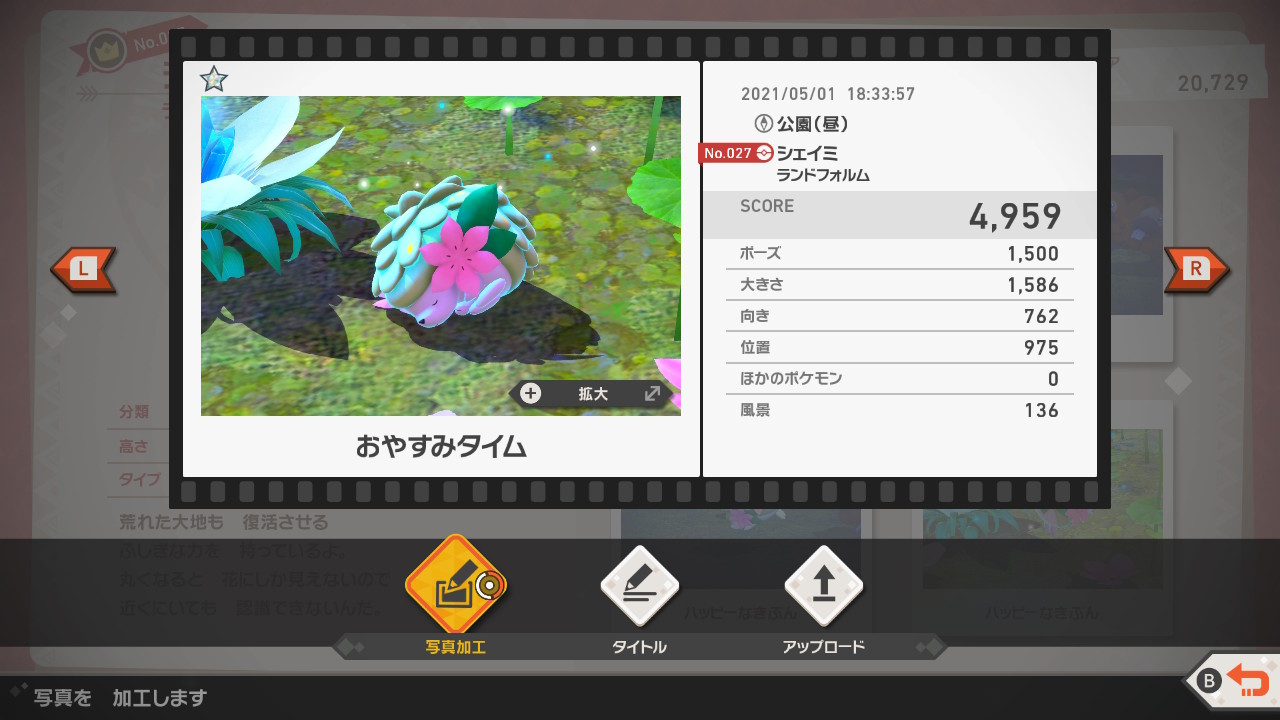 No.0
20,729
2021/05/01 18:33:57
公園(昼)
No.027 シェイミ
ランドフォルム
SCORE 4,959
ポーズ 1,500
大きさ 1,586
向き 762
位置 975
ほかのポケモン 0
風景 136
L
R
+ 拡大
おやすみタイム
分類
高さ
タイプ
荒れた大地も 復活させる
ふしぎな力を 持っているよ。
丸くなると 花にしか見えないので
近くにいても 認識できないんだ。
ハッピーなきぶん
ハッピーなきぶん
写真加工
タイトル
アップロード
写真を 加工します
B